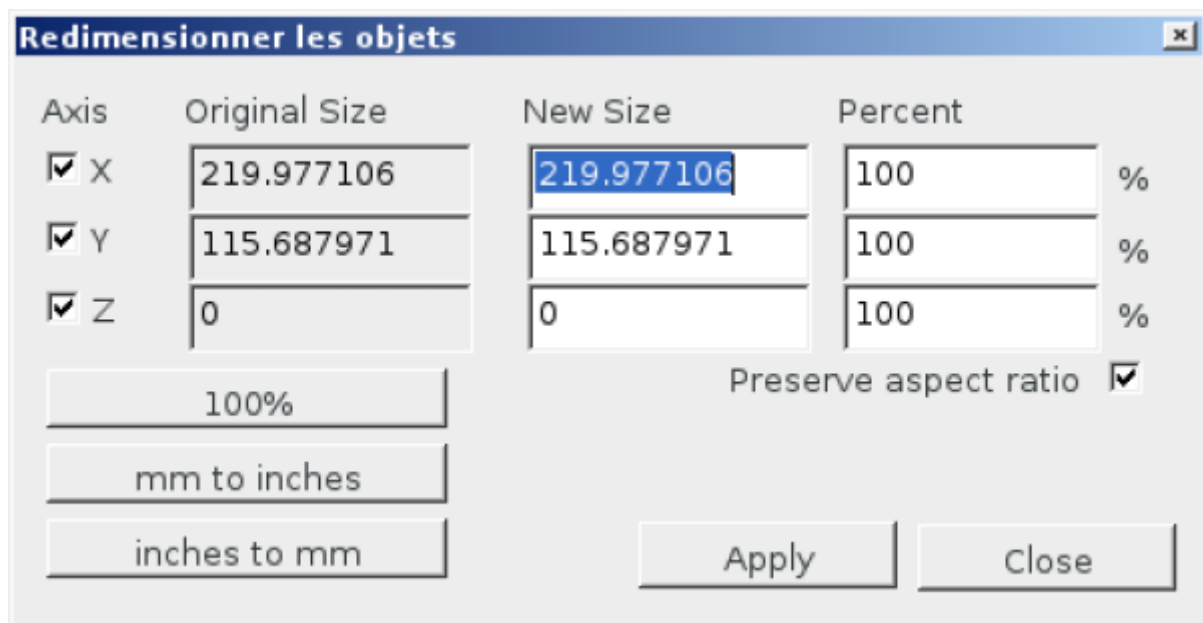 Redimensionner les objets
Axis Original Size New Size Percent
X 219.977106 219.977106 100 %
Y 115.687971 115.687971 100 %
Z 0 0 100 %
Preserve aspect ratio
100%
mm to inches
inches to mm
Apply Close